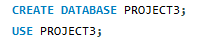 CREATE DATABASE PROJECT3;
USE PROJECT3;